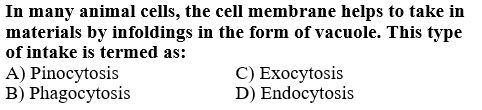 In many animal cells, the cell membrane helps to take in
materials by infoldings in the form of vacuole. This type
of intake is termed as:
A) Pinocytosis C) Exocytosis
B) Phagocytosis D) Endocytosis